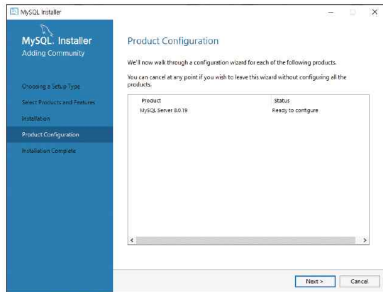 MySQL Installer
MySQL. Installer
Adding Community
Choosing a Setup Type
Select Products and Features
Installation
Product Configuration
Installation Complete
Product Configuration
We'll now walk through a configuration wizard for each of the following products.
You can cancel at any point if you wish to leave this wizard without configuring all the
products.
Product Status
MySQL Server 8.0.19 Ready to configure
Next > Cancel